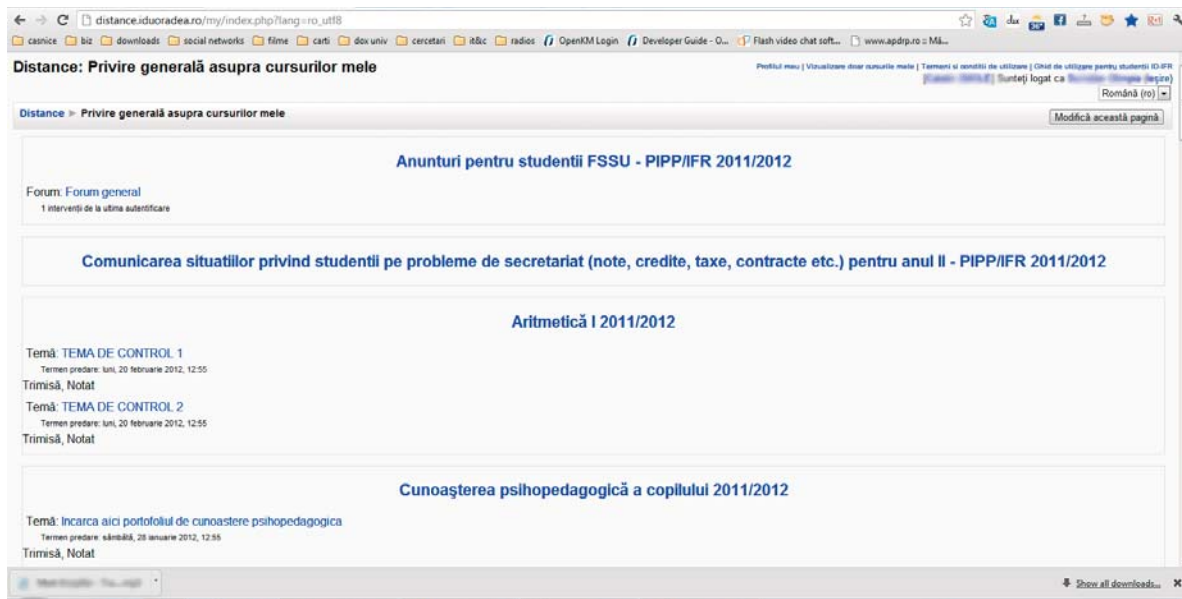 distance.iduoradea.ro/my/index.php?lang=ro_utf8
casnice biz downloads social networks filme carti dox univ cercetari it&c radios OpenKM Login Developer Guide - O... Flash video chat soft... www.apdrp.ro :: Mă...
Distance: Privire generală asupra cursurilor mele
Profilul meu | Vizualizare doar cursurile mele | Termeni si conditii de utilizare | Ghid de utilizare pentru studentii ID-IFR
Sunteţi logat ca
Română (ro)
Distance ► Privire generală asupra cursurilor mele
Modifică această pagină
Anunturi pentru studentii FSSU - PIPP/IFR 2011/2012
Forum: Forum general
1 intervenţii de la ultima autentificare
Comunicarea situatiilor privind studentii pe probleme de secretariat (note, credite, taxe, contracte etc.) pentru anul II - PIPP/IFR 2011/2012
Aritmetică I 2011/2012
Temă: TEMA DE CONTROL 1
Termen predare: luni, 20 februarie 2012, 12:55
Trimisă, Notat
Temă: TEMA DE CONTROL 2
Termen predare: luni, 20 februarie 2012, 12:55
Trimisă, Notat
Cunoaşterea psihopedagogică a copilului 2011/2012
Temă: Incarca aici portofoliul de cunoastere psihopedagogica
Termen predare: sâmbătă, 28 ianuarie 2012, 12:55
Trimisă, Notat
Show all downloads...